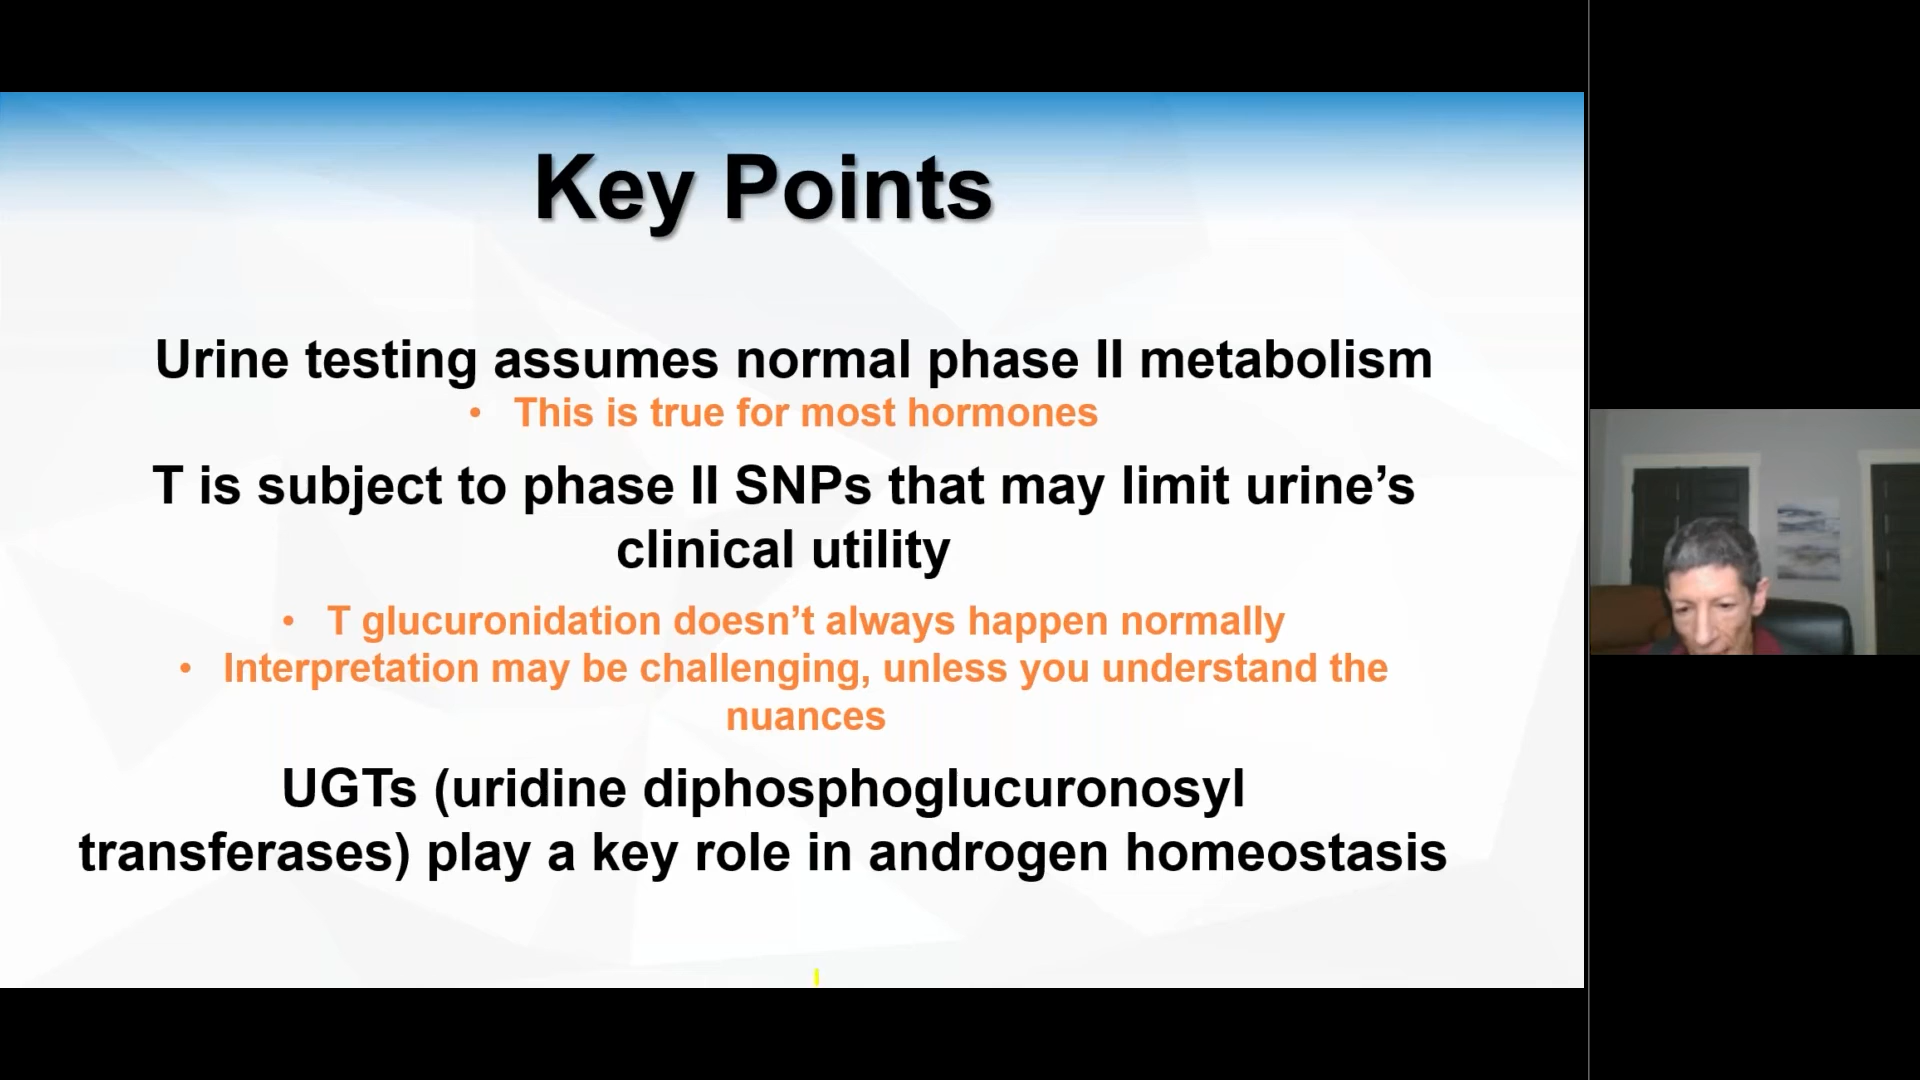 Key Points
Urine testing assumes normal phase II metabolism
• This is true for most hormones
T is subject to phase II SNPs that may limit urine’s
clinical utility
• T glucuronidation doesn’t always happen normally
• Interpretation may be challenging, unless you understand the
nuances
UGTs (uridine diphosphoglucuronosyl
transferases) play a key role in androgen homeostasis